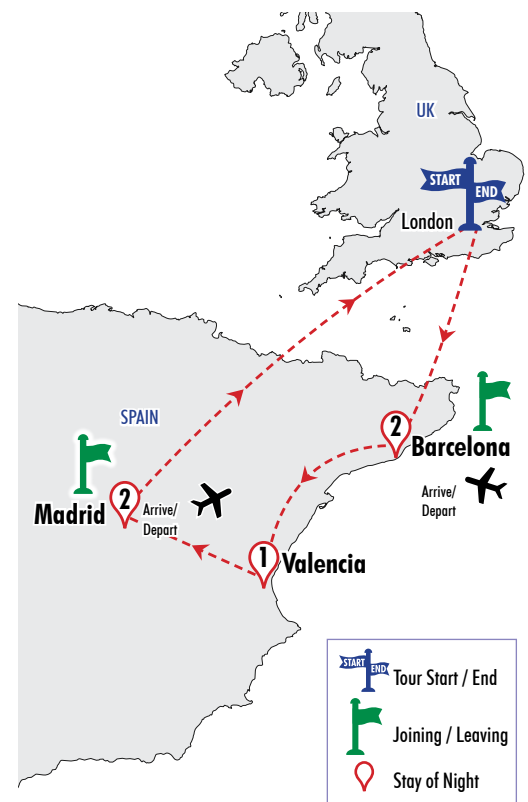 UK
START
END
London
SPAIN
2
Barcelona
Arrive/
Depart
2
Madrid
Arrive/
Depart
1
Valencia
START
END
Tour Start / End
Joining / Leaving
Stay of Night